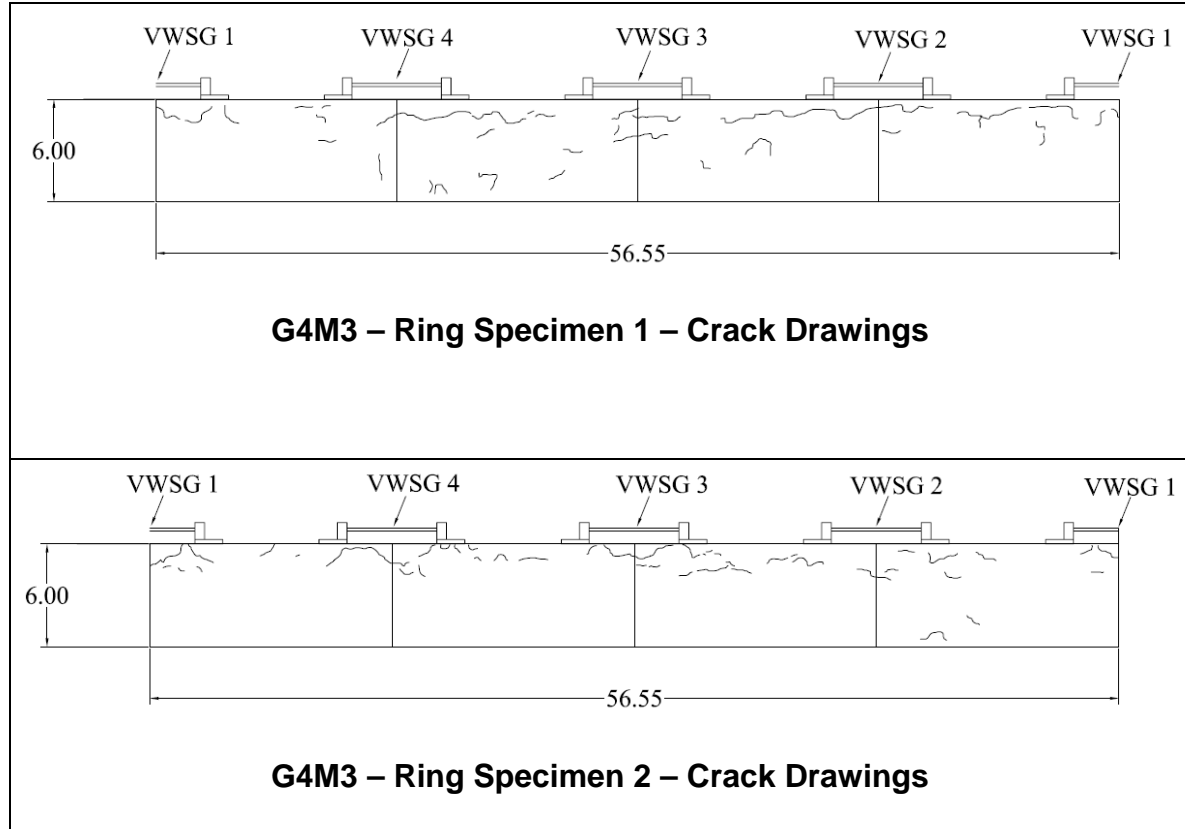 VWSG 1 VWSG 4 VWSG 3 VWSG 2 VWSG 1
6.00
56.55
G4M3 – Ring Specimen 1 – Crack Drawings
VWSG 1 VWSG 4 VWSG 3 VWSG 2 VWSG 1
6.00
56.55
G4M3 – Ring Specimen 2 – Crack Drawings